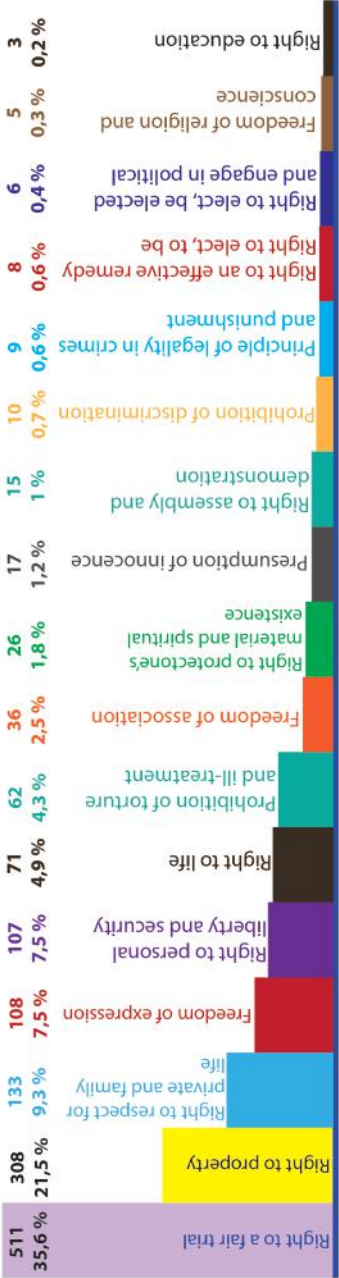 511
35,6 %
Right to a fair trial
308
21,5 %
Right to property
133
9,3 %
Right to respect for
private and family
life
108
7,5 %
Freedom of expression
107
7,5 %
Right to personal
liberty and security
71
4,9 %
Right to life
62
4,3 %
Prohibition of torture
and ill-treatment
36
2,5 %
Freedom of association
26
1,8 %
Right to protectone's
material and spiritual
existence
17
1,2 %
Presumption of innocence
15
1 %
Right to assembly and
demonstration
10
0,7 %
Prohibition of discrimination
9
0,6 %
Principle of legality in crimes
and punishment
8
0,6 %
Right to an effective remedy
Right to elect, to be
6
0,4 %
Right to elect, be elected
and engage in political
5
0,3 %
Freedom of religion and
conscience
3
0,2 %
Right to education